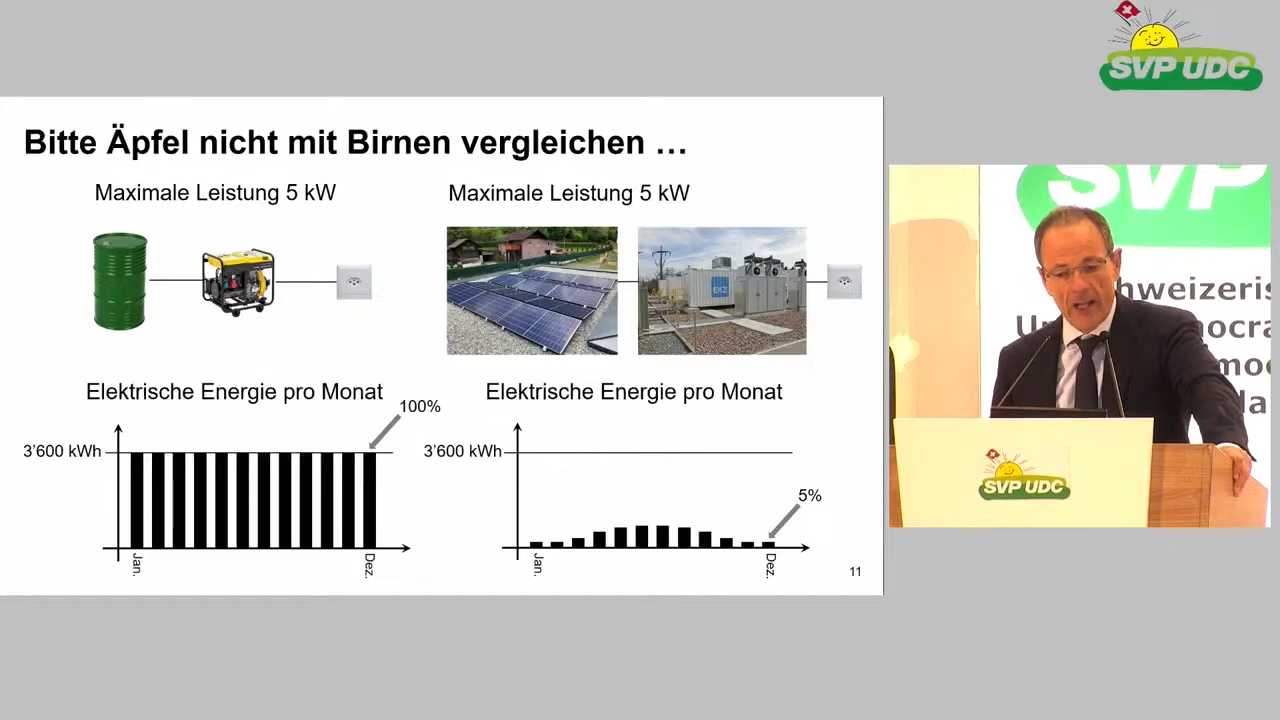 SVP UDC
Bitte Äpfel nicht mit Birnen vergleichen …
Maximale Leistung 5 kW
Maximale Leistung 5 kW
EKZ
Elektrische Energie pro Monat
Elektrische Energie pro Monat
100%
3'600 kWh
3'600 kWh
5%
Jan.
Dez.
Jan.
Dez.
11
SVP
SVP UDC